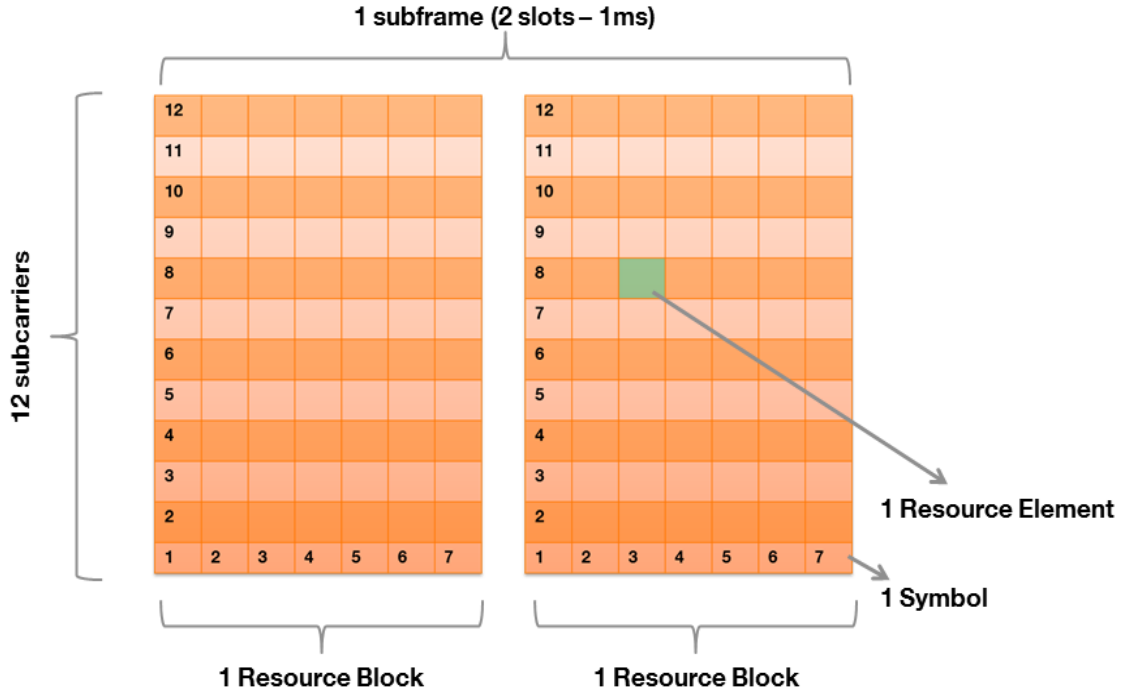 1 subframe (2 slots – 1ms)
12 subcarriers
12 12
11 11
10 10
9 9
8 8
7 7
6 6
5 5
4 4
3 3
2 2
1 2 3 4 5 6 7 1 2 3 4 5 6 7
1 Resource Element
1 Symbol
1 Resource Block 1 Resource Block